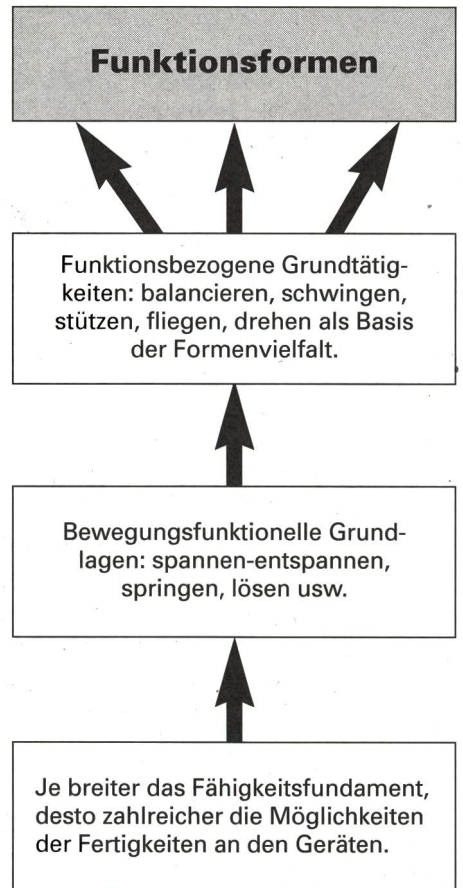 Funktionsformen
Funktionsbezogene Grundtätig-
keiten: balancieren, schwingen,
stützen, fliegen, drehen als Basis
der Formenvielfalt.
Bewegungsfunktionelle Grund-
lagen: spannen-entspannen,
springen, lösen usw.
Je breiter das Fähigkeitsfundament,
desto zahlreicher die Möglichkeiten
der Fertigkeiten an den Geräten.